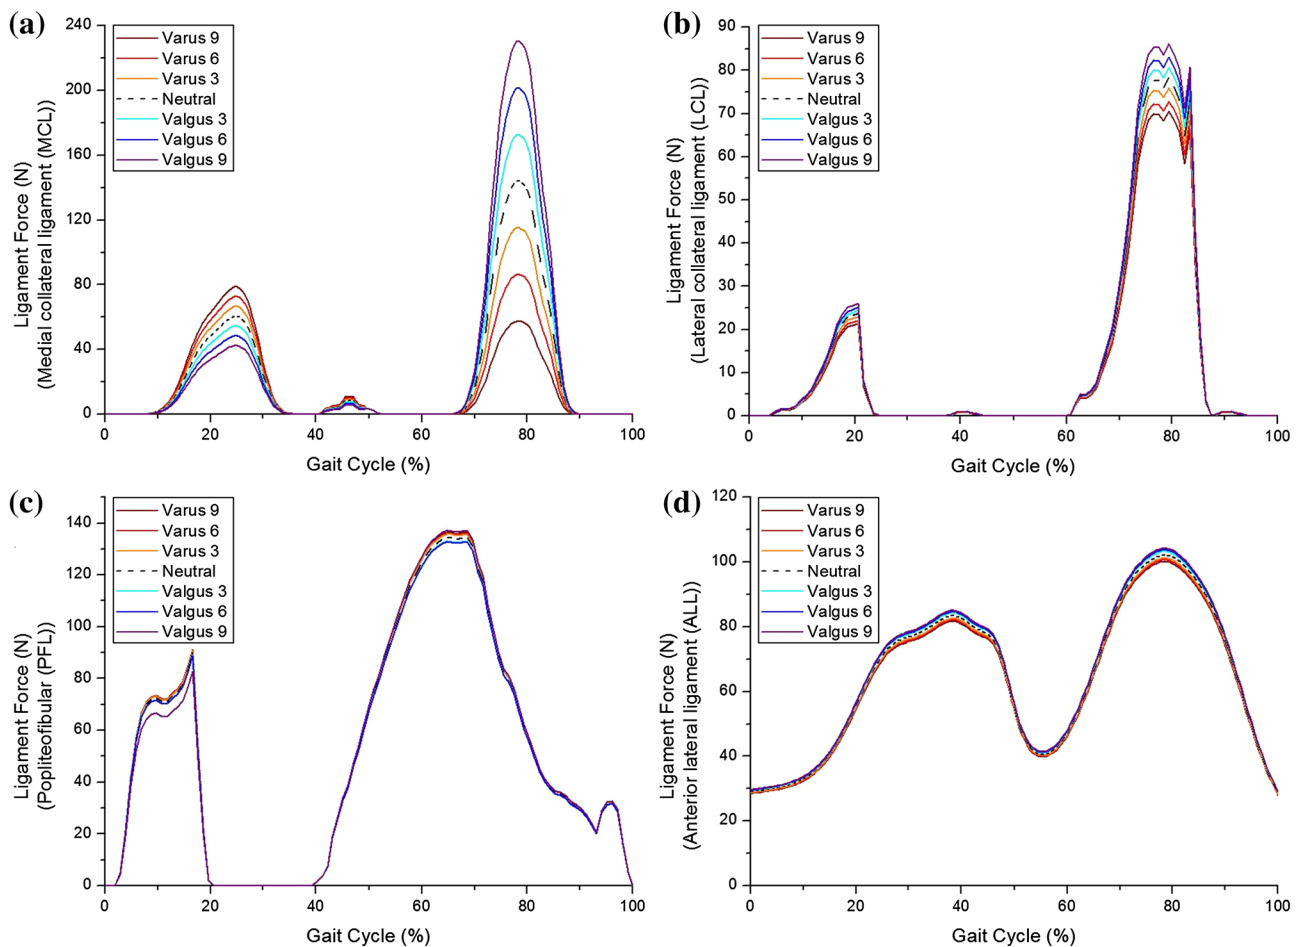 (a)
240
200
160
120
80
40
0
Ligament Force (N)
(Medial collateral ligament (MCL))
Varus 9
Varus 6
Varus 3
Neutral
Valgus 3
Valgus 6
Valgus 9
0 20 40 60 80 100
Gait Cycle (%)
(b)
90
80
70
60
50
40
30
20
10
0
Ligament Force (N)
(Lateral collateral ligament (LCL))
Varus 9
Varus 6
Varus 3
Neutral
Valgus 3
Valgus 6
Valgus 9
0 20 40 60 80 100
Gait Cycle (%)
(c)
140
120
100
80
60
40
20
0
Ligament Force (N)
(Popliteofibular (PFL))
Varus 9
Varus 6
Varus 3
Neutral
Valgus 3
Valgus 6
Valgus 9
0 20 40 60 80 100
Gait Cycle (%)
(d)
120
100
80
60
40
20
0
Ligament Force (N)
(Anterior lateral ligament (ALL))
Varus 9
Varus 6
Varus 3
Neutral
Valgus 3
Valgus 6
Valgus 9
0 20 40 60 80 100
Gait Cycle (%)